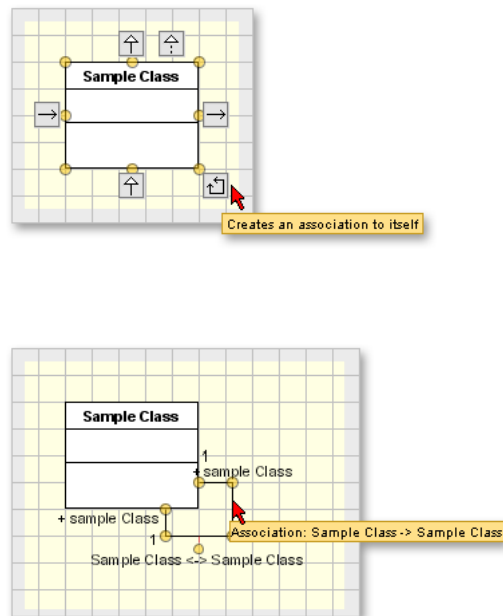 Sample Class
Creates an association to itself
Sample Class
1
+ sample Class
+ sample Class
1
Association: Sample Class -> Sample Class
Sample Class <-> Sample Class